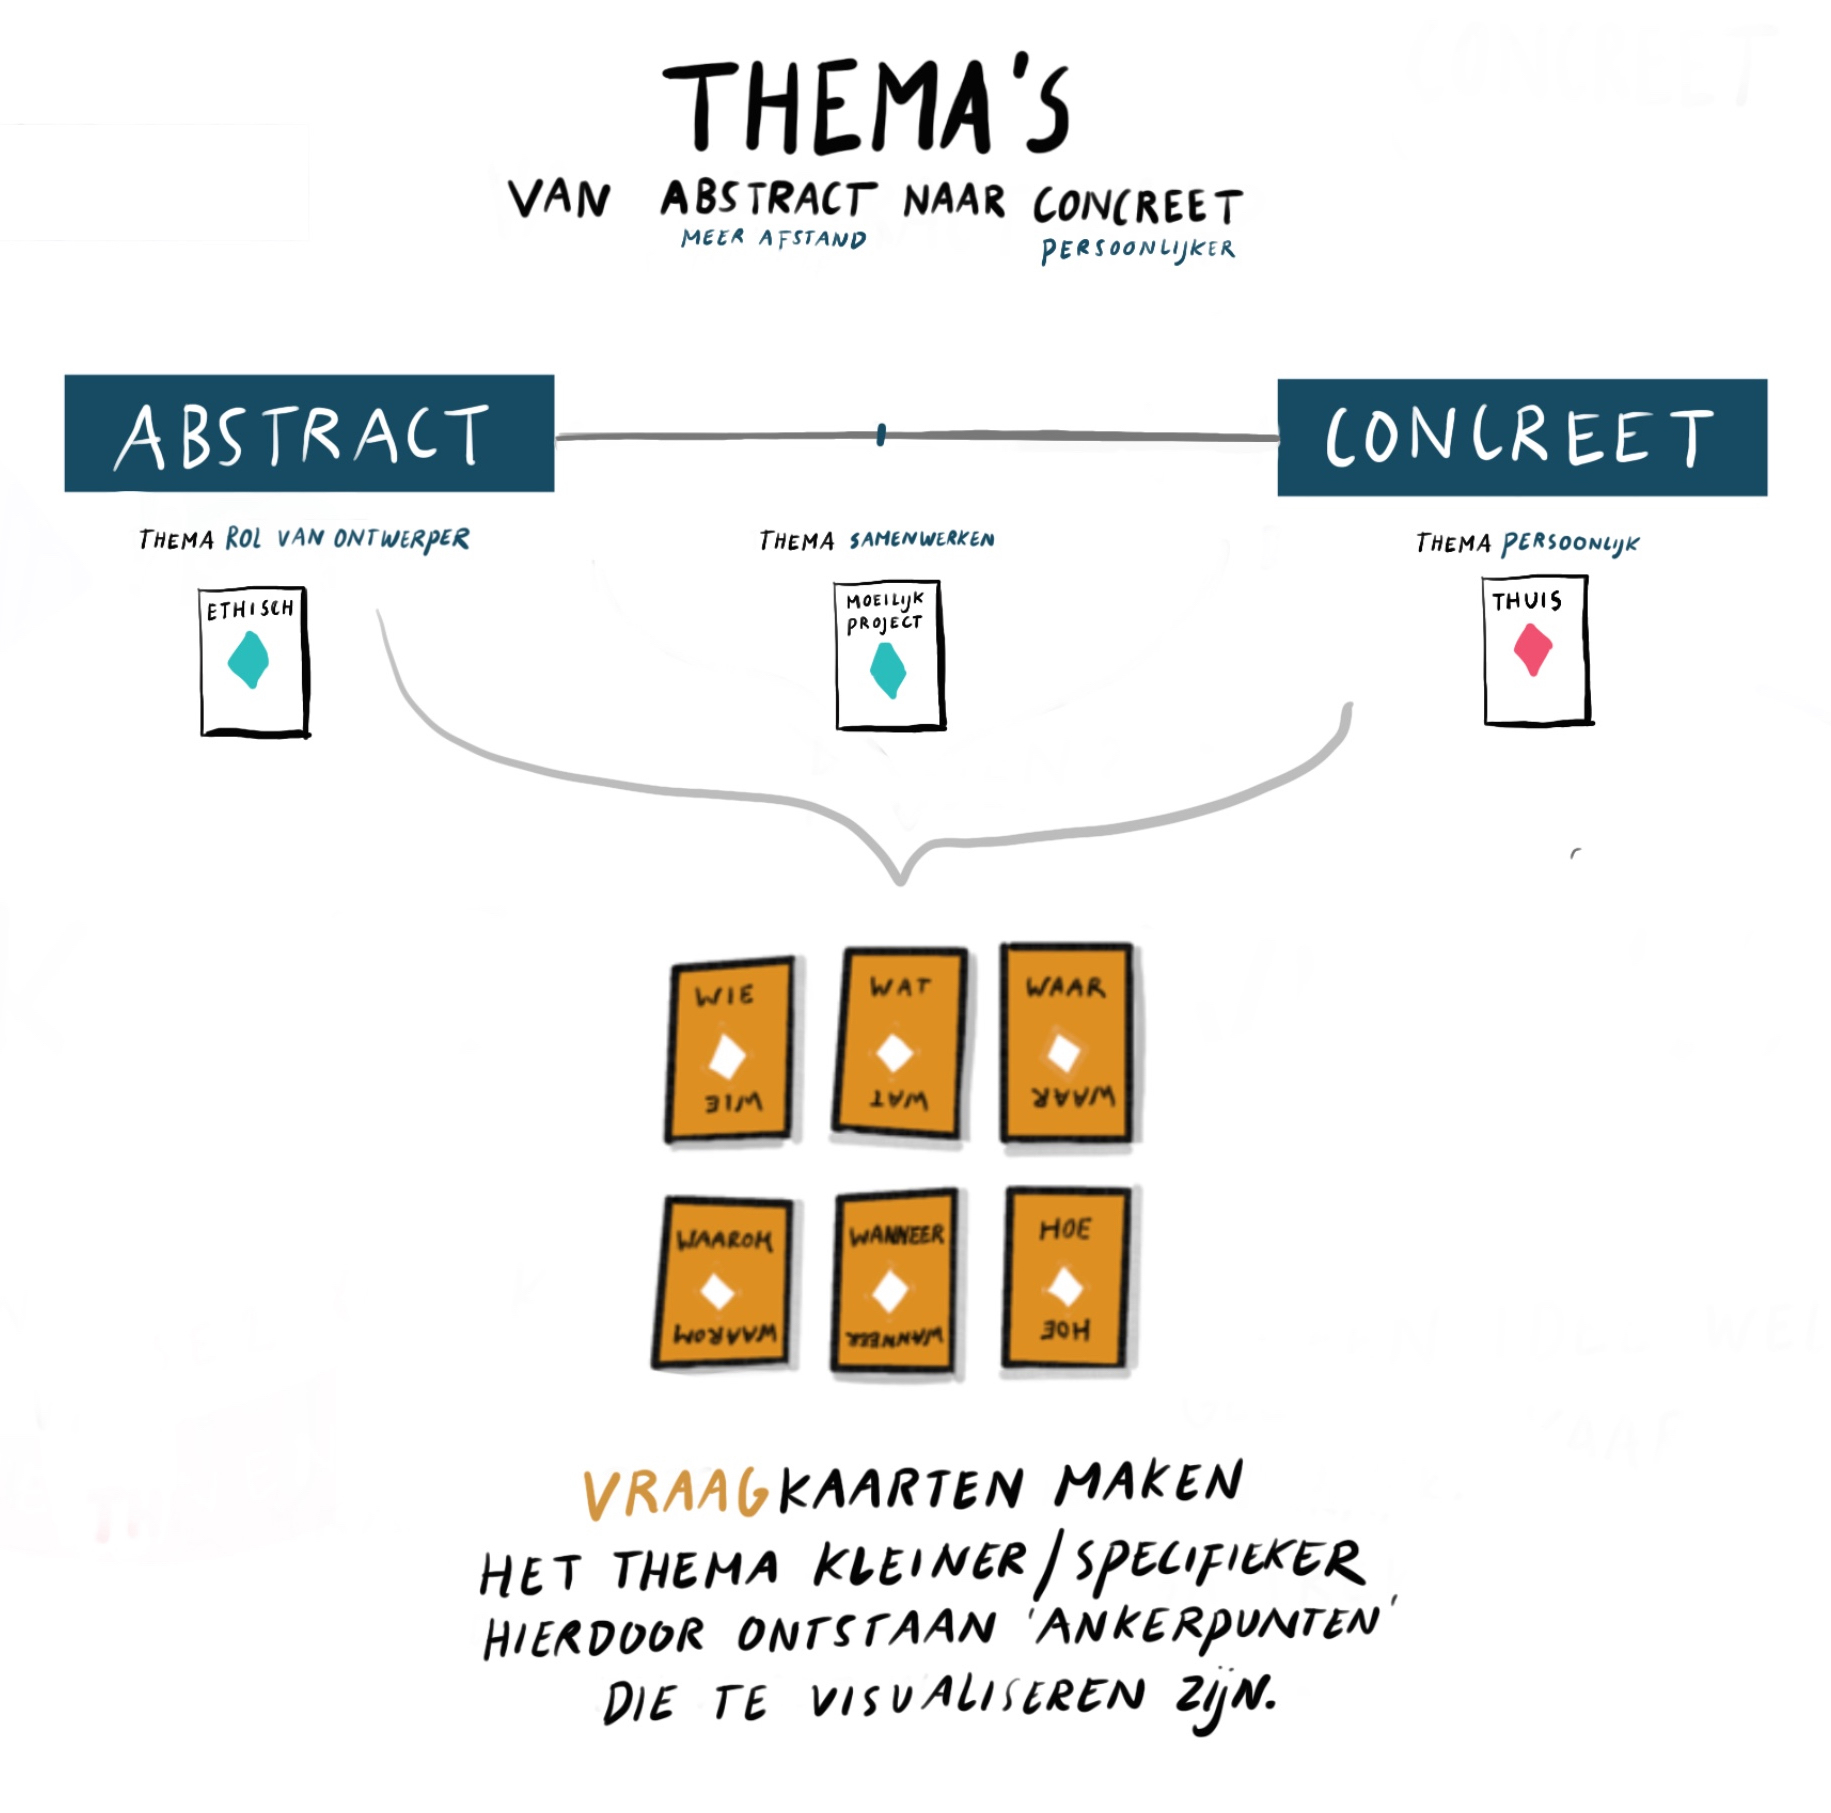 THEMA'S
VAN ABSTRACT NAAR CONCREET
MEER AFSTAND
PERSOONLIJKER
ABSTRACT
CONCREET
THEMA ROL VAN ONTWERPER
THEMA SAMENWERKEN
THEMA PERSOONLIJK
ETHISCH
MOEILIJK
PROJECT
THUIS
WIE
WIE
WAT
WAT
WAAR
WAAR
WAAROM
WAAROM
WANNEER
WANNEER
HOE
HOE
VRAAGKAARTEN MAKEN
HET THEMA KLEINER/SPECIFIEKER
HIERDOOR ONTSTAAN 'ANKERPUNTEN'
DIE TE VISUALISEREN ZIJN.